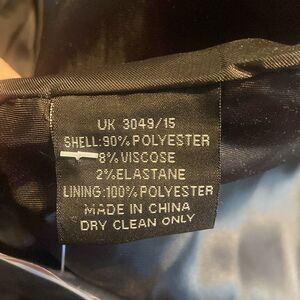 UK 3049/15
SHELL:90%POLYESTER
8%VISCOSE
2%ELASTANE
LINING:100%POLYESTER
MADE IN CHINA
DRY CLEAN ONLY